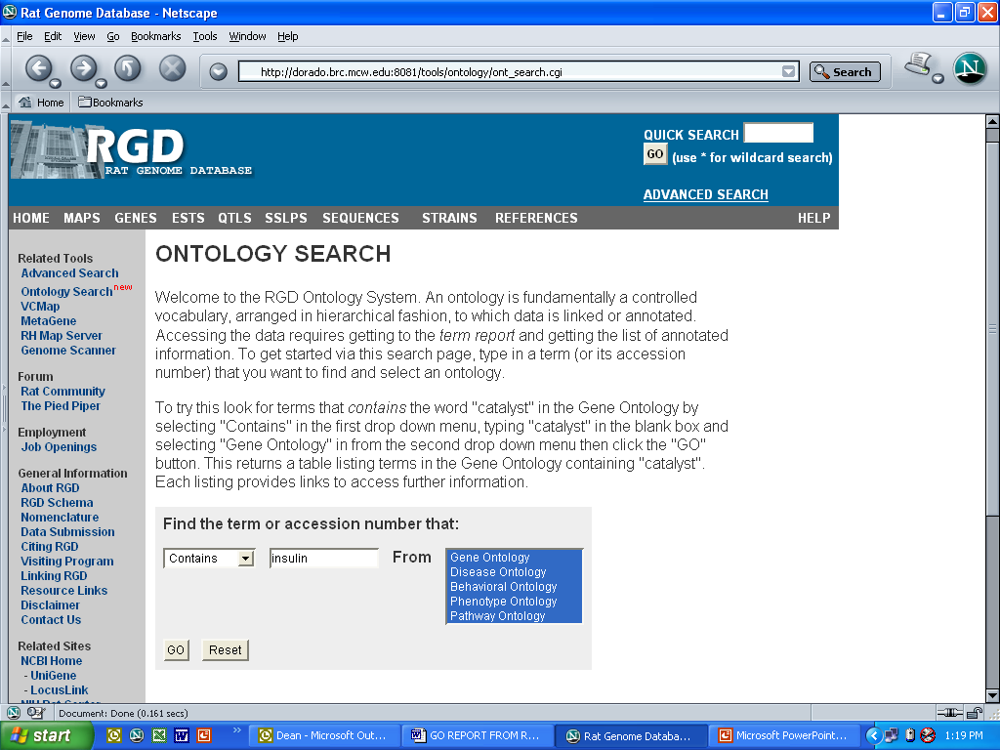 Rat Genome Database - Netscape
File Edit View Go Bookmarks Tools Window Help
http://dorado.brc.mcw.edu:8081/tools/ontology/ont_search.cgi
Search
N
Home Bookmarks
RGD
RAT GENOME DATABASE
QUICK SEARCH
GO (use * for wildcard search)
ADVANCED SEARCH
HOME MAPS GENES ESTS QTLS SSLPS SEQUENCES STRAINS REFERENCES HELP
Related Tools
Advanced Search
Ontology Search new
VCMap
MetaGene
RH Map Server
Genome Scanner
Forum
Rat Community
The Pied Piper
Employment
Job Openings
General Information
About RGD
RGD Schema
Nomenclature
Data Submission
Citing RGD
Visiting Program
Linking RGD
Resource Links
Disclaimer
Contact Us
Related Sites
NCBI Home
- UniGene
- LocusLink
ONTOLOGY SEARCH
Welcome to the RGD Ontology System. An ontology is fundamentally a controlled
vocabulary, arranged in hierarchical fashion, to which data is linked or annotated.
Accessing the data requires getting to the term report and getting the list of annotated
information. To get started via this search page, type in a term (or its accession
number) that you want to find and select an ontology.
To try this look for terms that contains the word "catalyst" in the Gene Ontology by
selecting "Contains" in the first drop down menu, typing "catalyst" in the blank box and
selecting "Gene Ontology" in from the second drop down menu then click the "GO"
button. This returns a table listing terms in the Gene Ontology containing "catalyst".
Each listing provides links to access further information.
Find the term or accession number that:
Contains insulin From
Gene Ontology
Disease Ontology
Behavioral Ontology
Phenotype Ontology
Pathway Ontology
GO Reset
Document: Done (0.161 secs)
start
Dean - Microsoft Out...
GO REPORT FROM R...
Rat Genome Databa...
Microsoft PowerPoint...
1:19 PM